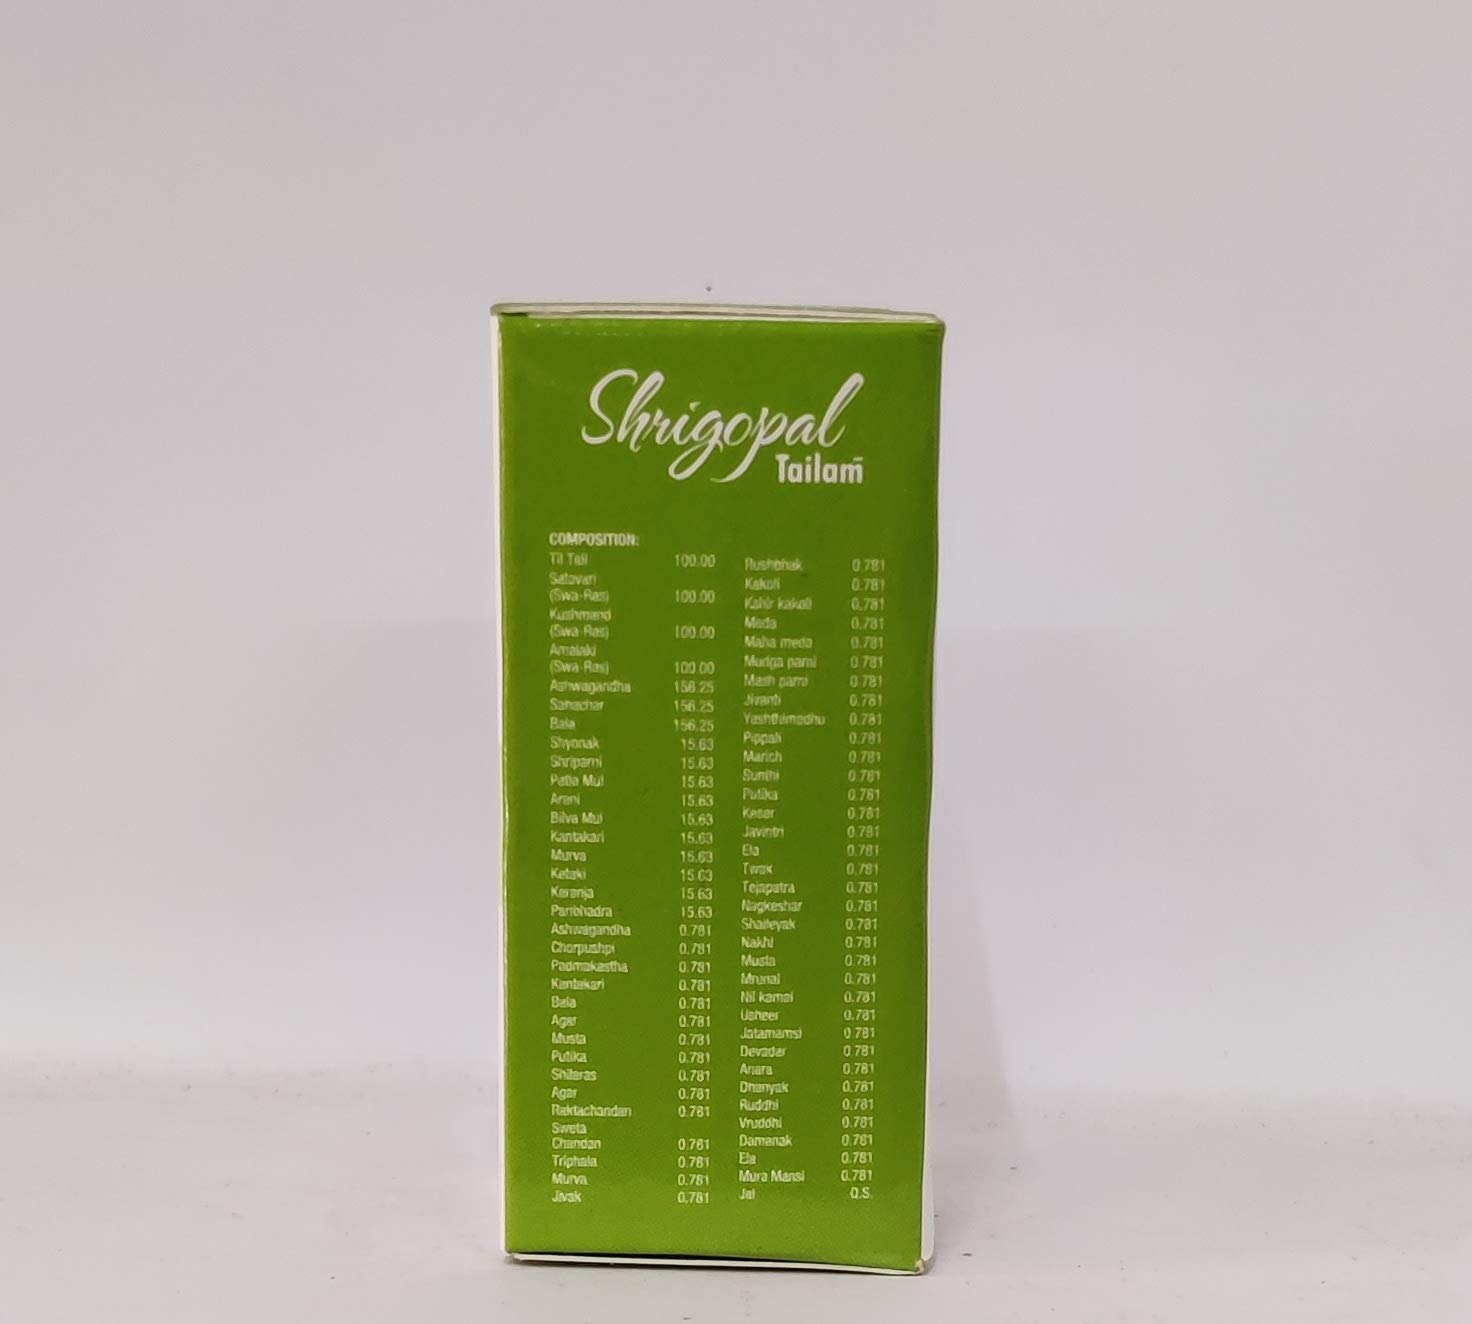 Shrigopal
Tailam
COMPOSITION:
Til Tail 100.00
Satavari
(Swa-Ras) 100.00
Kushmand
(Swa Ras) 100.00
Amalaki
(Swa-Ras) 100.00
Ashwagandha 156.25
Sahachar 156.25
Bala 156.25
Shyonak 15.63
Shriparni 15.63
Patla Mul 15.63
Arani 15.63
Bilva Mul 15.63
Kantakari 15.63
Murva 15.63
Ketaki 15.63
Karanja 15.63
Paribhadra 15.63
Ashwagandha 0.781
Chorpushpi 0.781
Padmakastha 0.781
Kantakari 0.781
Bala 0.781
Agar 0.781
Musta 0.781
Putika 0.781
Shilaras 0.781
Agar 0.781
Raktachandan 0.781
Sweta
Chandan 0.781
Triphala 0.781
Murva 0.781
Jivak 0.781
Rushbhak 0.781
Kakoli 0.781
Kshir kakoli 0.781
Meda 0.781
Maha meda 0.781
Mudga parni 0.781
Mash parni 0.781
Jivanti 0.781
Yashthimadhu 0.781
Pippali 0.781
Marich 0.781
Sunthi 0.781
Putika 0.781
Kesar 0.781
Javintri 0.781
Ela 0.781
Twak 0.781
Tejapatra 0.781
Nagkeshar 0.781
Shaileyak 0.781
Nakhi 0.781
Musta 0.781
Mrunal 0.781
Nil kamal 0.781
Usheer 0.781
Jatamamsi 0.781
Devadar 0.781
Anara 0.781
Dhanyak 0.781
Ruddhi 0.781
Vruddhi 0.781
Damanak 0.781
Ela 0.781
Mura Mansi 0.781
Jal Q.S.